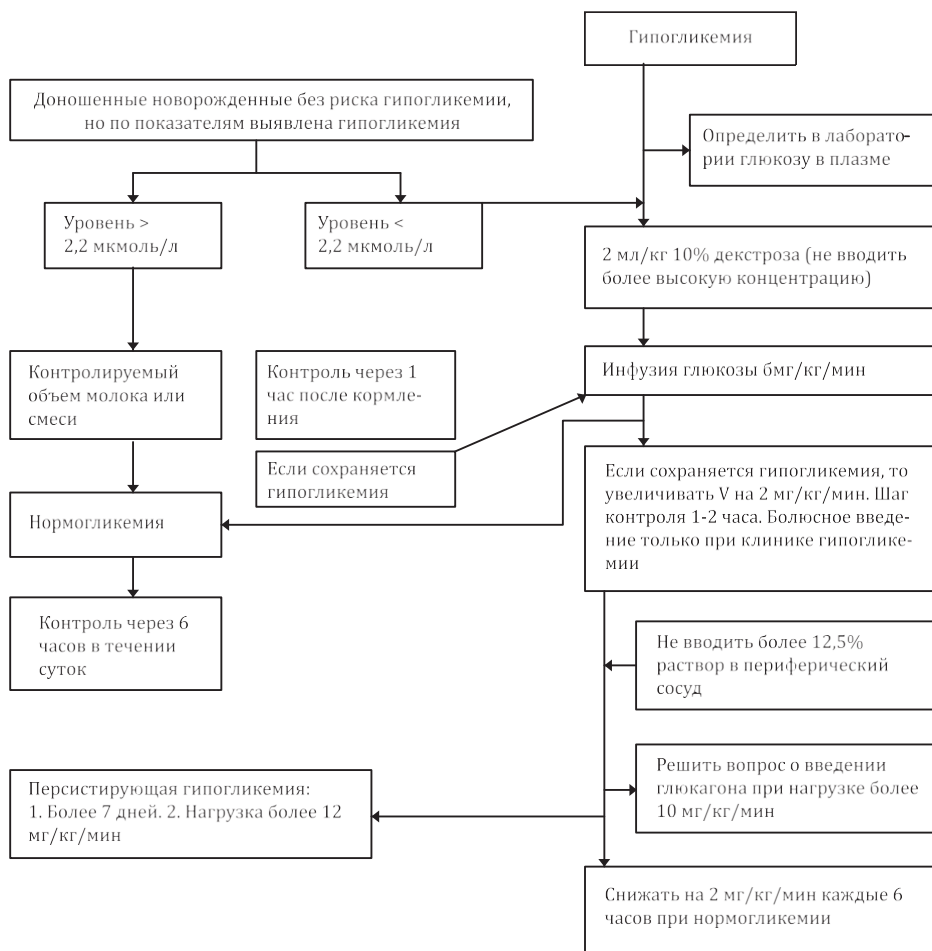 Гипогликемия
Доношенные новорожденные без риска гипогликемии,
но по показателям выявлена гипогликемия
Определить в лаборато-
рии глюкозу в плазме
Уровень >
2,2 мкмоль/л
Уровень <
2,2 мкмоль/л
2 мл/кг 10% декстроза (не вводить
более высокую концентрацию)
Контролируемый
объем молока или
смеси
Контроль через 1
час после кормле-
ния
Инфузия глюкозы 6мг/кг/мин
Если сохраняется
гипогликемия
Если сохраняется гипогликемия, то
увеличивать V на 2 мг/кг/мин. Шаг
контроля 1-2 часа. Болюсное введе-
ние только при клинике гипоглике-
мии
Нормогликемия
Контроль через 6
часов в течении
суток
Не вводить более 12,5%
раствор в периферический
сосуд
Решить вопрос о введении
глюкагона при нагрузке более
10 мг/кг/мин
Персистирующая гипогликемия:
1. Более 7 дней. 2. Нагрузка более 12
мг/кг/мин
Снижать на 2 мг/кг/мин каждые 6
часов при нормогликемии